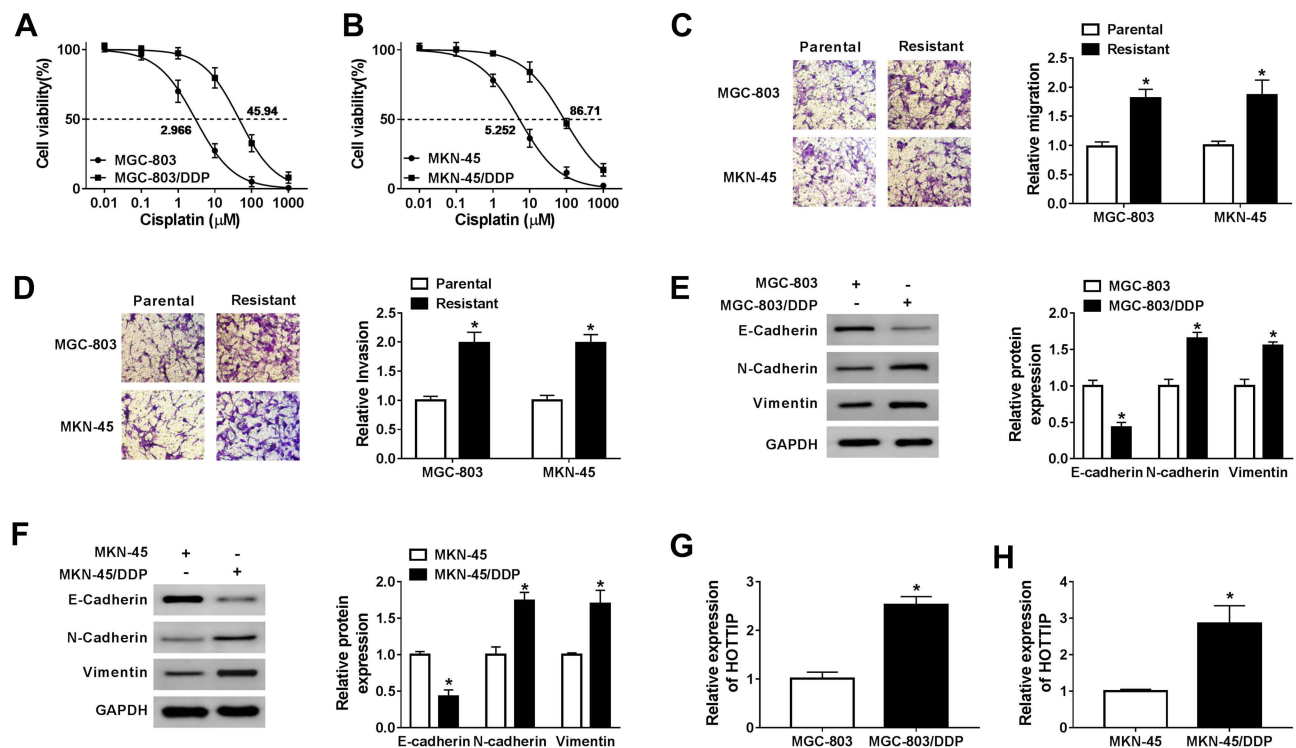 A
Cell viability(%)
100
50
0
45.94
2.966
MGC-803
MGC-803/DDP
0.01 0.1 1 10 100 1000
Cisplatin (μM)
B
Cell viability(%)
100
50
0
86.71
5.252
MKN-45
MKN-45/DDP
0.01 0.1 1 10 100 1000
Cisplatin (μM)
C
Parental Resistant
MGC-803
MKN-45
Parental
Resistant
Relative migration
2.5
2.0
1.5
1.0
0.5
0.0
* *
MGC-803 MKN-45
D
Parental Resistant
MGC-803
MKN-45
Parental
Resistant
Relative Invasion
2.5
2.0
1.5
1.0
0.5
0.0
* *
MGC-803 MKN-45
E
MGC-803 + -
MGC-803/DDP - +
E-Cadherin
N-Cadherin
Vimentin
GAPDH
MGC-803
MGC-803/DDP
Relative protein
expression
2.0
1.5
1.0
0.5
0.0
* * *
E-cadherin N-cadherin Vimentin
F
MKN-45 + -
MKN-45/DDP - +
E-Cadherin
N-Cadherin
Vimentin
GAPDH
MKN-45
MKN-45/DDP
Relative protein
expression
2.0
1.5
1.0
0.5
0.0
* * *
E-cadherin N-cadherin Vimentin
G
Relative expression
of HOTTIP
3
2
1
0
*
MGC-803 MGC-803/DDP
H
Relative expression
of HOTTIP
4
3
2
1
0
*
MKN-45 MKN-45/DDP